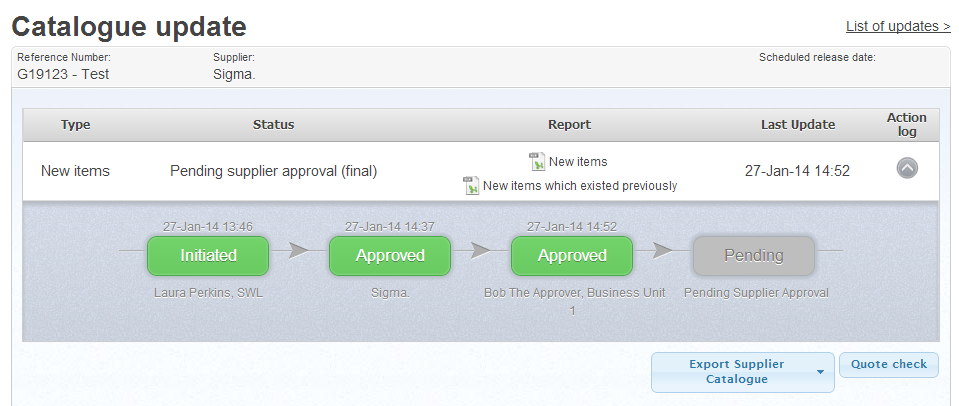 Catalogue update
List of updates >
Reference Number:
G19123 - Test
Supplier:
Sigma.
Scheduled release date:
Type
Status
Report
Last Update
Action
log
New items
Pending supplier approval (final)
New items
New items which existed previously
27-Jan-14 14:52
27-Jan-14 13:46
27-Jan-14 14:37
27-Jan-14 14:52
Initiated
Approved
Approved
Pending
Laura Perkins, SWL
Sigma.
Bob The Approver, Business Unit
1
Pending Supplier Approval
Export Supplier
Catalogue
Quote check